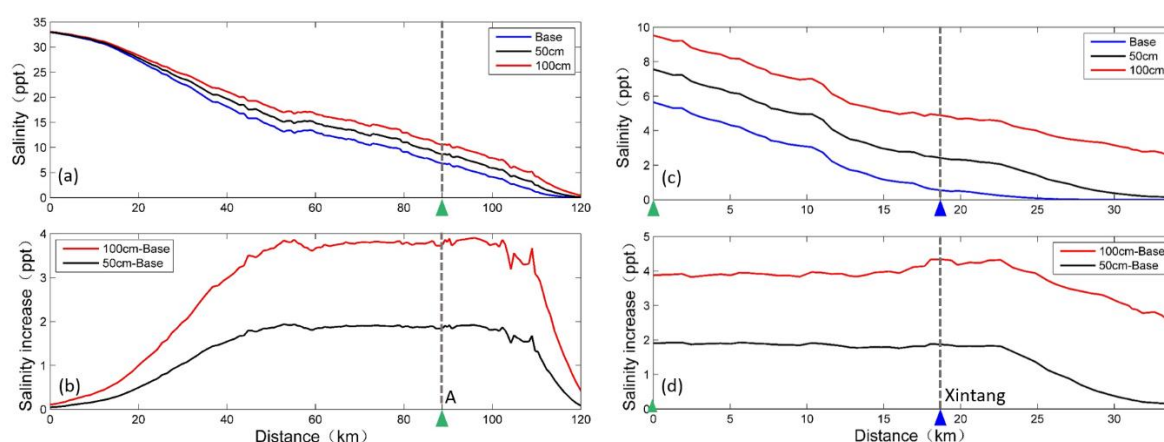 35
30
25
20
15
10
5
0
Salinity（ppt）
Base
50cm
100cm
(a)
0 20 40 60 80 100 120
10
8
6
4
2
0
Salinity（ppt）
Base
50cm
100cm
(c)
0 5 10 15 20 25 30
4
3
2
1
0
Salinity increase（ppt）
100cm-Base
50cm-Base
(b)
A
0 20 40 60 80 100 120
Distance（km）
5
4
3
2
1
0
Salinity increase（ppt）
100cm-Base
50cm-Base
(d)
Xintang
0 5 10 15 20 25 30
Distance（km）